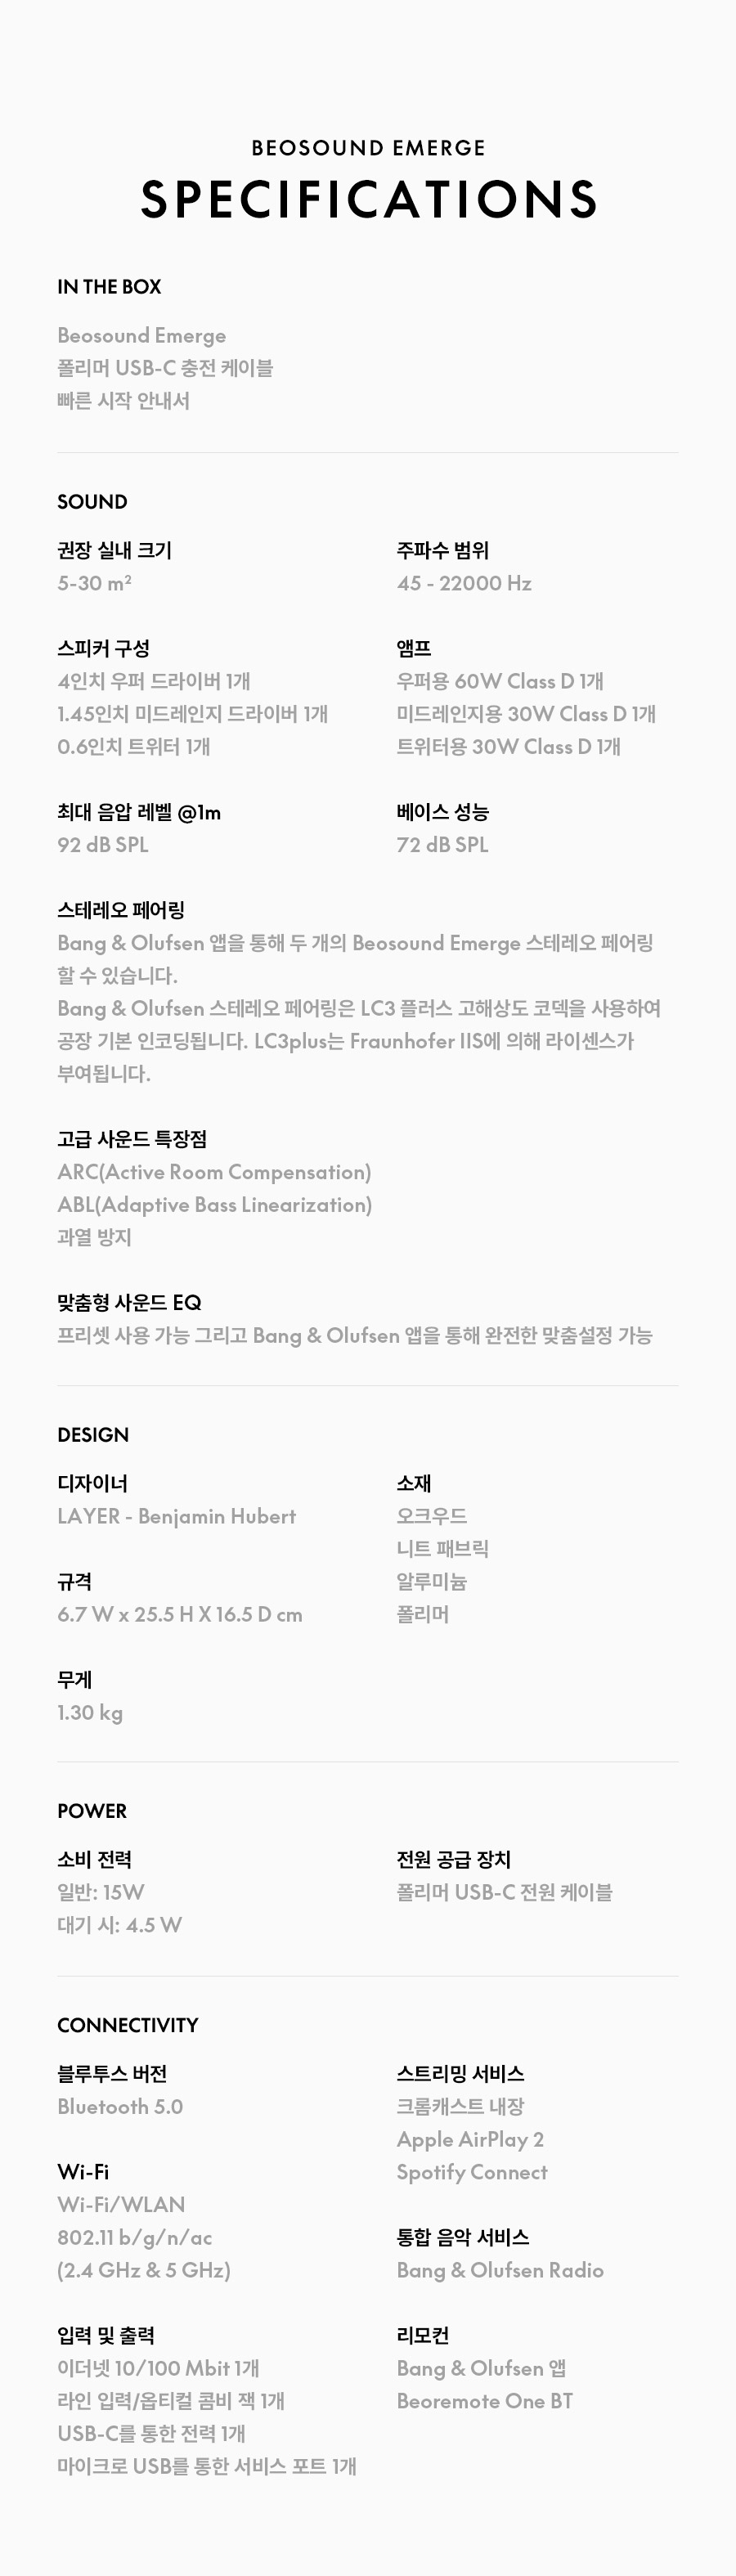 BEOSOUND EMERGE
SPECIFICATIONS
IN THE BOX
Beosound Emerge
폴리머 USB-C 충전 케이블
빠른 시작 안내서
SOUND
권장 실내 크기
5-30 m²
주파수 범위
45 - 22000 Hz
스피커 구성
4인치 우퍼 드라이버 1개
1.45인치 미드레인지 드라이버 1개
0.6인치 트위터 1개
앰프
우퍼용 60W Class D 1개
미드레인지용 30W Class D 1개
트위터용 30W Class D 1개
최대 음압 레벨 @1m
92 dB SPL
베이스 성능
72 dB SPL
스테레오 페어링
Bang & Olufsen 앱을 통해 두 개의 Beosound Emerge 스테레오 페어링
할 수 있습니다.
Bang & Olufsen 스테레오 페어링은 LC3 플러스 고해상도 코덱을 사용하여
공장 기본 인코딩됩니다. LC3plus는 Fraunhofer IIS에 의해 라이센스가
부여됩니다.
고급 사운드 특장점
ARC(Active Room Compensation)
ABL(Adaptive Bass Linearization)
과열 방지
맞춤형 사운드 EQ
프리셋 사용 가능 그리고 Bang & Olufsen 앱을 통해 완전한 맞춤설정 가능
DESIGN
디자이너
LAYER - Benjamin Hubert
규격
6.7 W x 25.5 H X 16.5 D cm
무게
1.30 kg
소재
오크우드
니트 패브릭
알루미늄
폴리머
POWER
소비 전력
일반: 15W
대기 시: 4.5 W
전원 공급 장치
폴리머 USB-C 전원 케이블
CONNECTIVITY
블루투스 버전
Bluetooth 5.0
Wi-Fi
Wi-Fi/WLAN
802.11 b/g/n/ac
(2.4 GHz & 5 GHz)
입력 및 출력
이더넷 10/100 Mbit 1개
라인 입력/옵티컬 콤비 잭 1개
USB-C를 통한 전력 1개
마이크로 USB를 통한 서비스 포트 1개
스트리밍 서비스
크롬캐스트 내장
Apple AirPlay 2
Spotify Connect
통합 음악 서비스
Bang & Olufsen Radio
리모컨
Bang & Olufsen 앱
Beoremote One BT